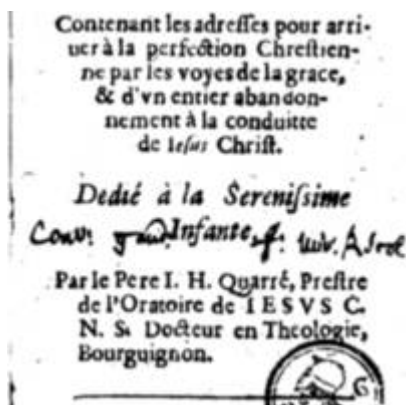 Contenant les adreſſes pour arri-
uer à la perfection Chreſtien-
ne par les voyes de la grace,
& d'vn entier abandon-
nement à la conduitte
de Ieſus Chriſt.
Dedié à la Sereniſsime
Infante,
Par le Pere I. H. Quarré, Preſtre
de l'Oratoire de IESVS C.
N. S. Docteur en Theologie,
Bourguignon.